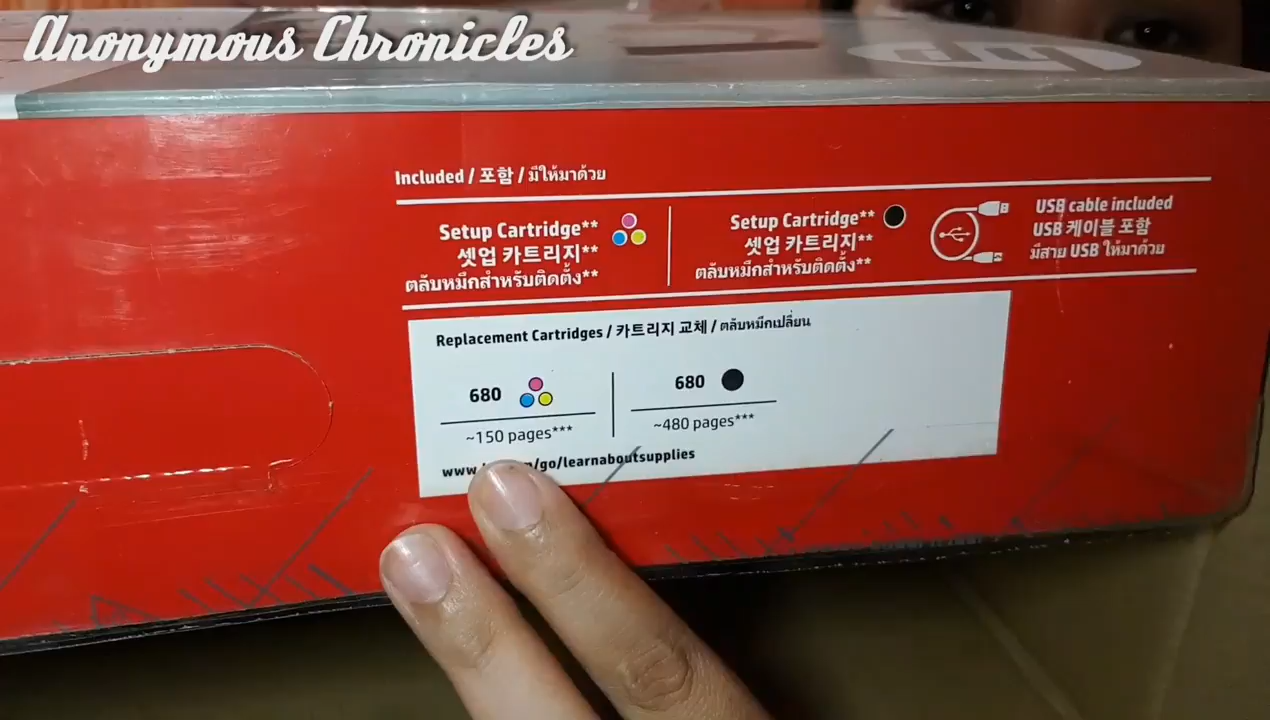 Anonymous Chronicles
hp
Included / 포함 / มีให้มาด้วย
Setup Cartridge**
셋업 카트리지**
ตลับหมึกสำหรับติดตั้ง**
Setup Cartridge**
셋업 카트리지**
ตลับหมึกสำหรับติดตั้ง**
USB cable included
USB 케이블 포함
มีสาย USB ให้มาด้วย
Replacement Cartridges / 카트리지 교체 / ตลับหมึกเปลี่ยน
680
~150 pages***
680
~480 pages***
www. /go/learnaboutsupplies